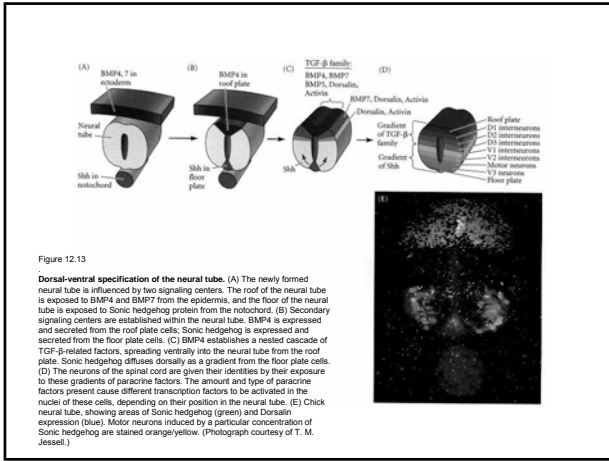 (A)
BMP4, 7 in
ectoderm
Neural
tube
Shh in
notochord
(B)
BMP4 in
roof plate
Shh in
floor
plate
(C)
TGF-β family:
BMP4, BMP7
BMP5, Dorsalin,
Activin
BMP7, Dorsalin, Activin
Dorsalin, Activin
Shh
(D)
Gradient
of TGF-β
family
Gradient
of Shh
Roof plate
D1 interneurons
D2 interneurons
D3 interneurons
V1 interneurons
V2 interneurons
Motor neurons
V3 neurons
Floor plate
(E)
Figure 12.13
.
Dorsal-ventral specification of the neural tube. (A) The newly formed
neural tube is influenced by two signaling centers. The roof of the neural tube
is exposed to BMP4 and BMP7 from the epidermis, and the floor of the neural
tube is exposed to Sonic hedgehog protein from the notochord. (B) Secondary
signaling centers are established within the neural tube. BMP4 is expressed
and secreted from the roof plate cells; Sonic hedgehog is expressed and
secreted from the floor plate cells. (C) BMP4 establishes a nested cascade of
TGF-β-related factors, spreading ventrally into the neural tube from the roof
plate. Sonic hedgehog diffuses dorsally as a gradient from the floor plate cells.
(D) The neurons of the spinal cord are given their identities by their exposure
to these gradients of paracrine factors. The amount and type of paracrine
factors present cause different transcription factors to be activated in the
nuclei of these cells, depending on their position in the neural tube. (E) Chick
neural tube, showing areas of Sonic hedgehog (green) and Dorsalin
expression (blue). Motor neurons induced by a particular concentration of
Sonic hedgehog are stained orange/yellow. (Photograph courtesy of T. M.
Jessell.)